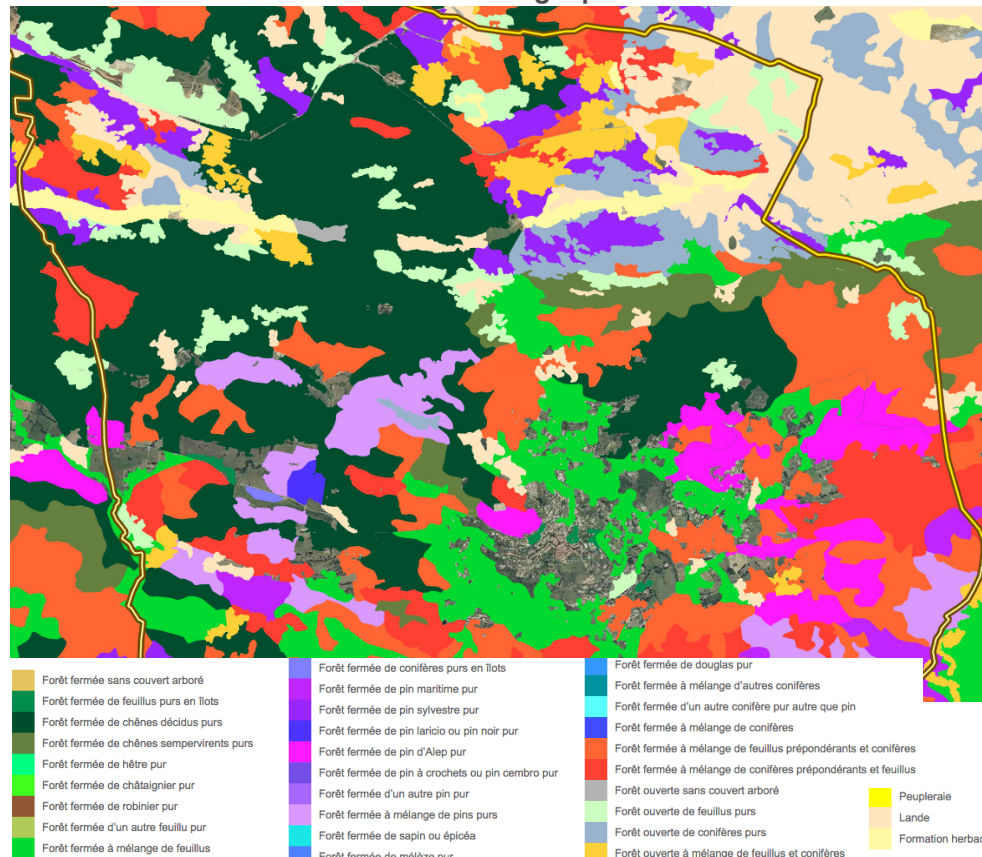 Forêt fermée sans couvert arboré
Forêt fermée de feuillus purs en îlots
Forêt fermée de chênes décidus purs
Forêt fermée de chênes sempervirents purs
Forêt fermée de hêtre pur
Forêt fermée de châtaignier pur
Forêt fermée de robinier pur
Forêt fermée d'un autre feuillu pur
Forêt fermée à mélange de feuillus
Forêt fermée de conifères purs en îlots
Forêt fermée de pin maritime pur
Forêt fermée de pin sylvestre pur
Forêt fermée de pin laricio ou pin noir pur
Forêt fermée de pin d'Alep pur
Forêt fermée de pin à crochets ou pin cembro pur
Forêt fermée d'un autre pin pur
Forêt fermée à mélange de pins purs
Forêt fermée de sapin ou épicéa
Forêt fermée de mélèze pur
Forêt fermée de douglas pur
Forêt fermée à mélange d'autres conifères
Forêt fermée d'un autre conifère pur autre que pin
Forêt fermée à mélange de conifères
Forêt fermée à mélange de feuillus prépondérants et conifères
Forêt fermée à mélange de conifères prépondérants et feuillus
Forêt ouverte sans couvert arboré
Forêt ouverte de feuillus purs
Forêt ouverte de conifères purs
Forêt ouverte à mélange de feuillus et conifères
Peupleraie
Lande
Formation herbac